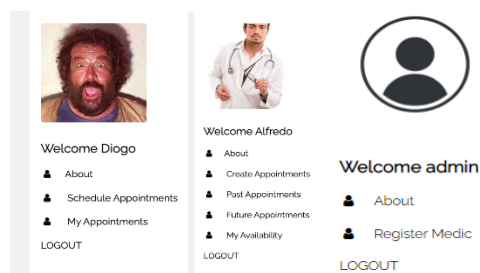 Welcome Diogo
About
Schedule Appointments
My Appointments
LOGOUT
Welcome Alfredo
About
Create Appointments
Past Appointments
Future Appointments
My Availability
LOGOUT
Welcome admin
About
Register Medic
LOGOUT